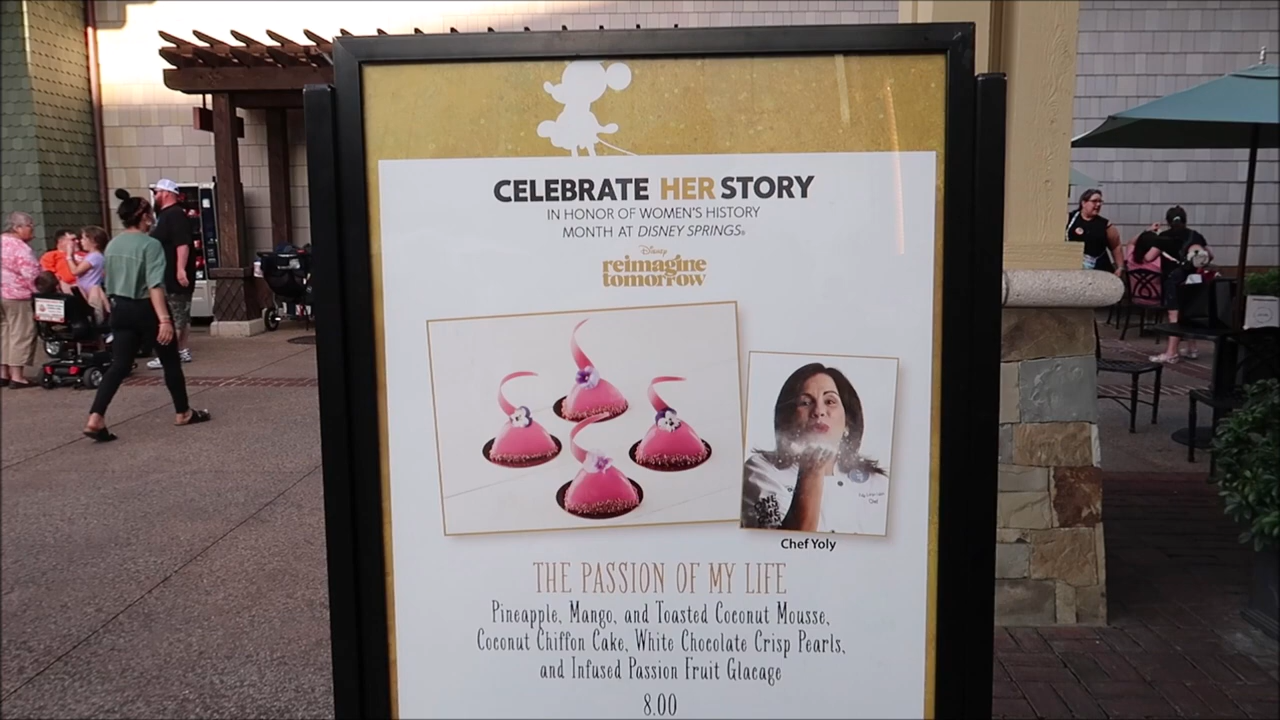 CELEBRATE HER STORY
IN HONOR OF WOMEN'S HISTORY
MONTH AT DISNEY SPRINGS®
Disney
reimagine
tomorrow
Chef Yoly
THE PASSION OF MY LIFE
Pineapple, Mango, and Toasted Coconut Mousse,
Coconut Chiffon Cake, White Chocolate Crisp Pearls,
and Infused Passion Fruit Glacage
8.00